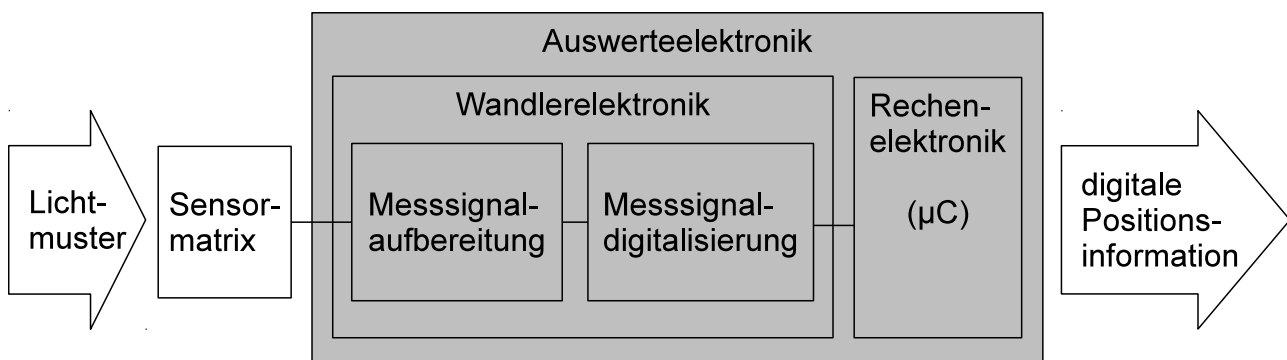 Auswerteelektronik
Wandlerelektronik
Rechen-
elektronik
(µC)
Licht-
muster
Sensor-
matrix
Messsignal-
aufbereitung
Messsignal-
digitalisierung
digitale
Positions-
information